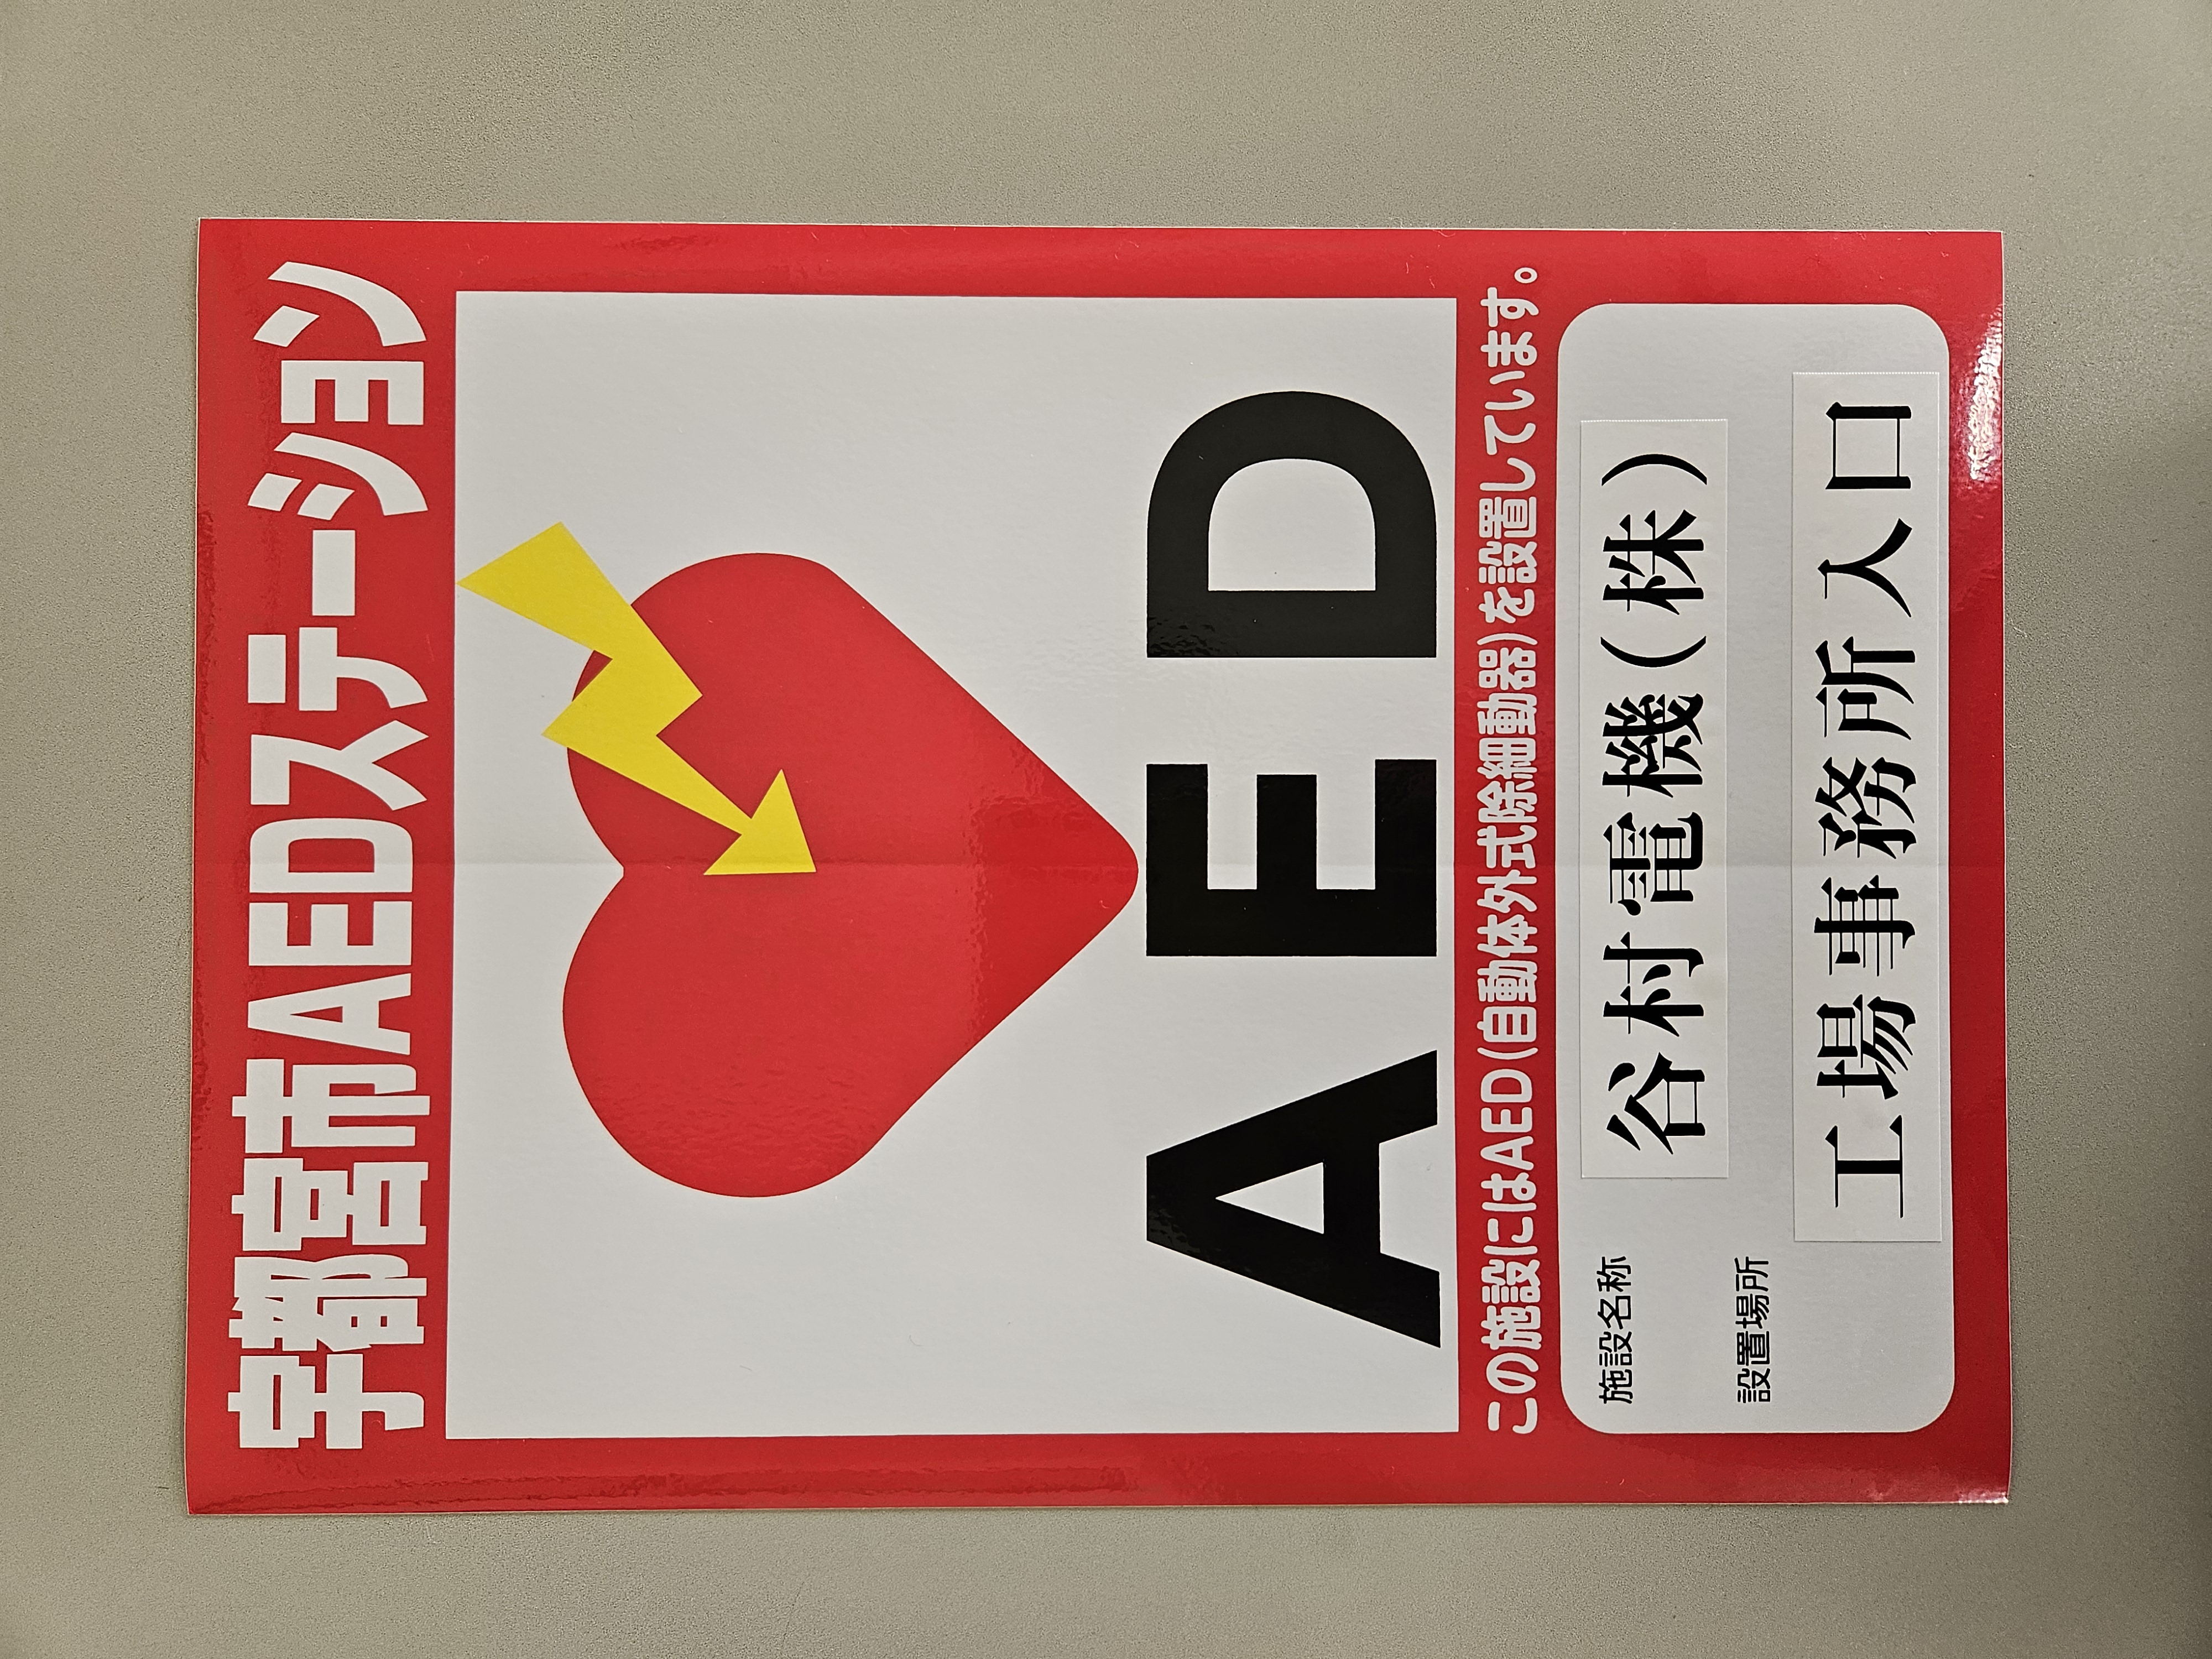 宇都宮市AEDステーション
AED
この施設にはAED(自動体外式除細動器)を設置しています。
施設名称
谷村電機(株)
設置場所
工場事務所入口